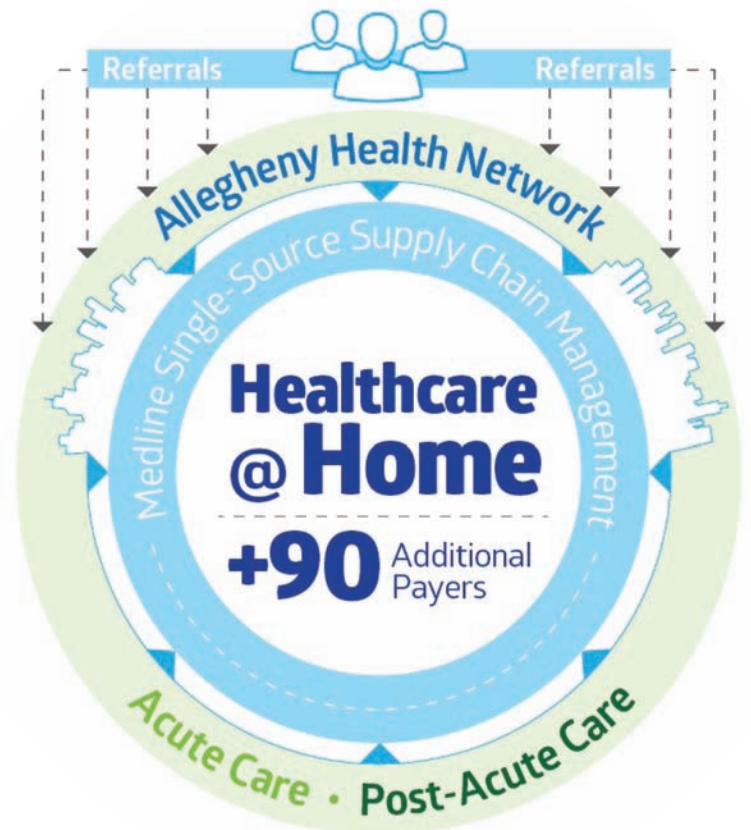 Referrals
Referrals
Allegheny Health Network
Medline Single-Source Supply Chain Management
Healthcare
@ Home
+90 Additional
Payers
Acute Care • Post-Acute Care